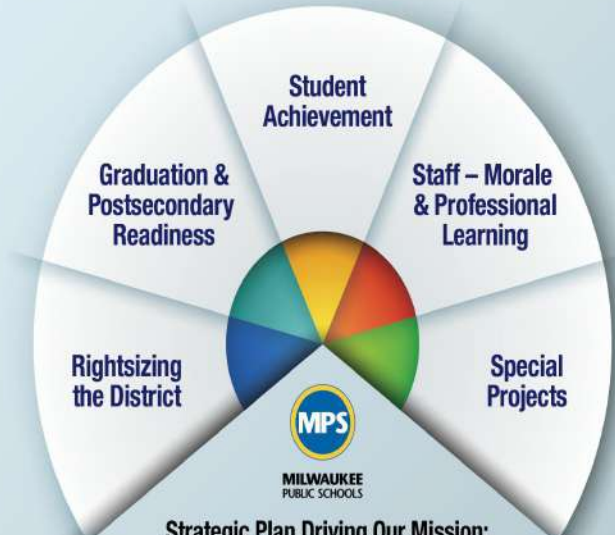 Student
Achievement
Graduation &
Postsecondary
Readiness
Staff – Morale
& Professional
Learning
Rightsizing
the District
Special
Projects
MPS
MILWAUKEE
PUBLIC SCHOOLS
Strategic Plan Driving Our Mission: